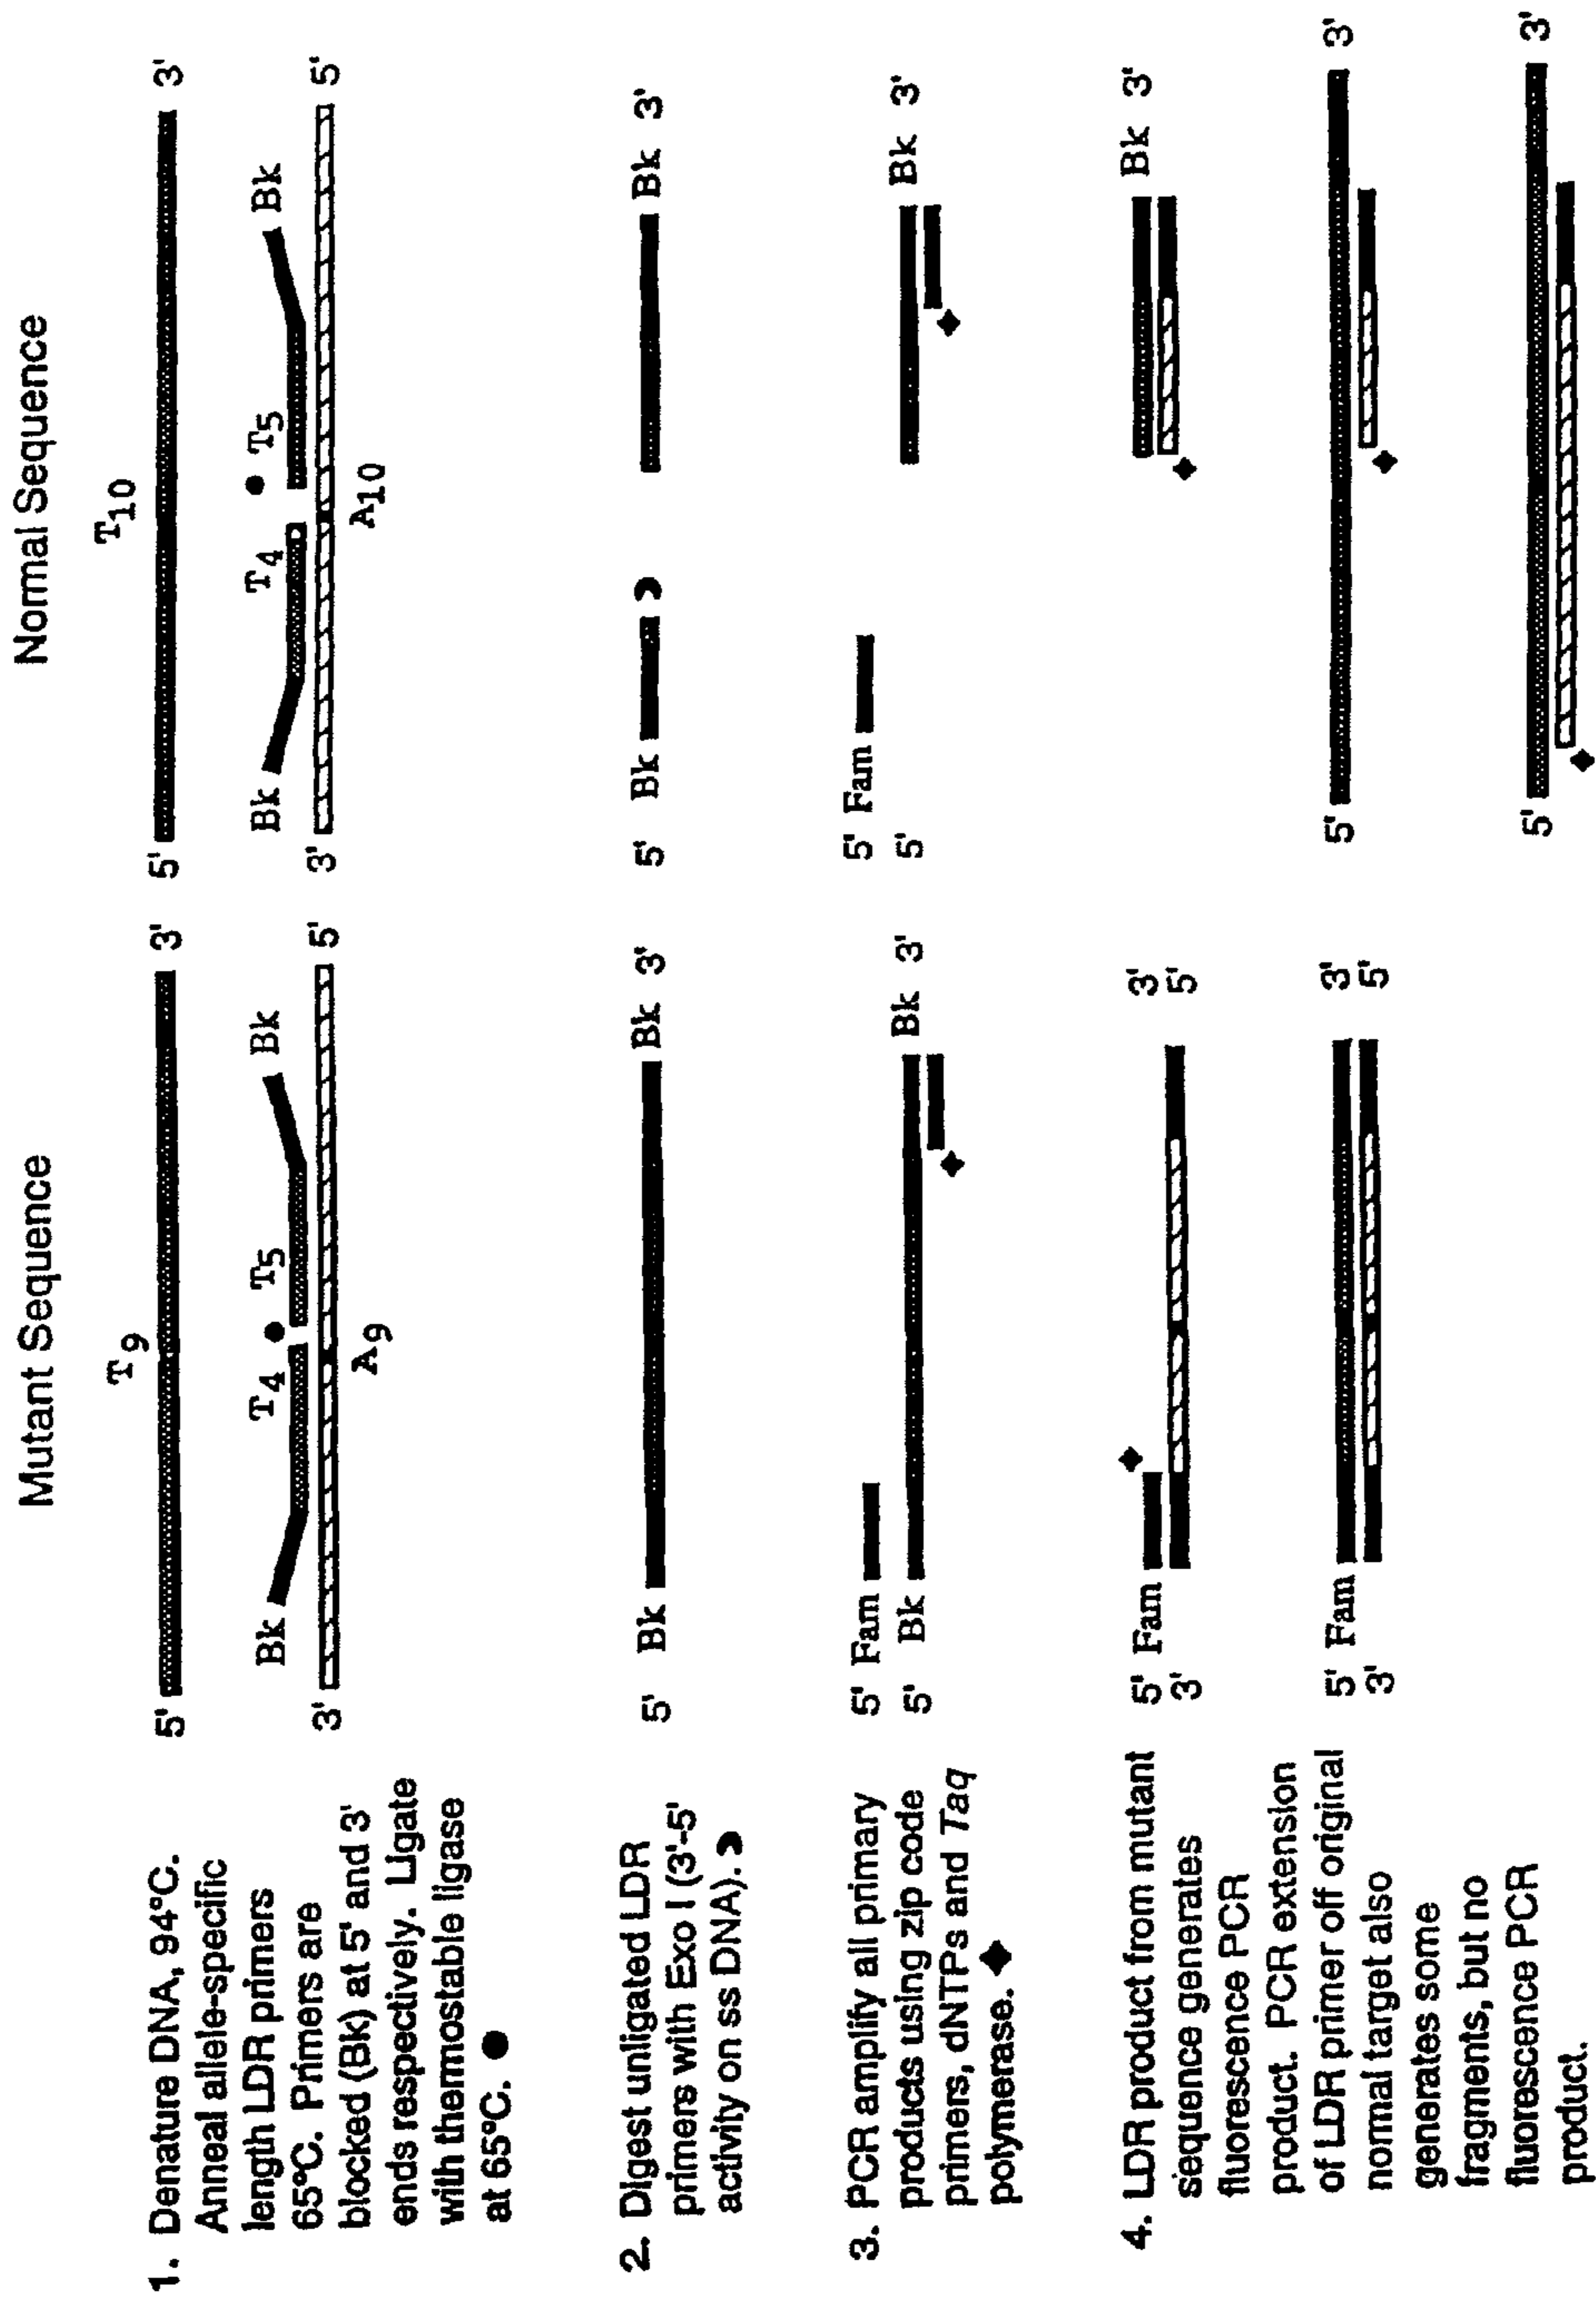 Mutant Sequence
Normal Sequence
1. Denature DNA, 94°C.
Anneal allele-specific
length LDR primers
65°C. Primers are
blocked (Bk) at 5' and 3'
ends respectively. Ligate
with thermostable ligase
at 65°C. ●
5' T9 3'
Bk T4 ● T5 Bk
3' A9 5'
5' T10 3'
Bk T4 ● T5 Bk
3' A10 5'
2. Digest unligated LDR
primers with Exo I (3'-5'
activity on ss DNA).
5' Bk Bk 3'
5' Bk Bk 3'
3. PCR amplify all primary
products using zip code
primers, dNTPs and Taq
polymerase. ◆
5' Fam
5' Bk Bk 3'
5' Fam
5' Bk 3'
4. LDR product from mutant
sequence generates
fluorescence PCR
product. PCR extension
of LDR primer off original
normal target also
generates some
fragments, but no
fluorescence PCR
product.
5' Fam 3'
3' 5'
5' Fam 3'
3' 5'
Bk 3'
5' 3'
5' 3'